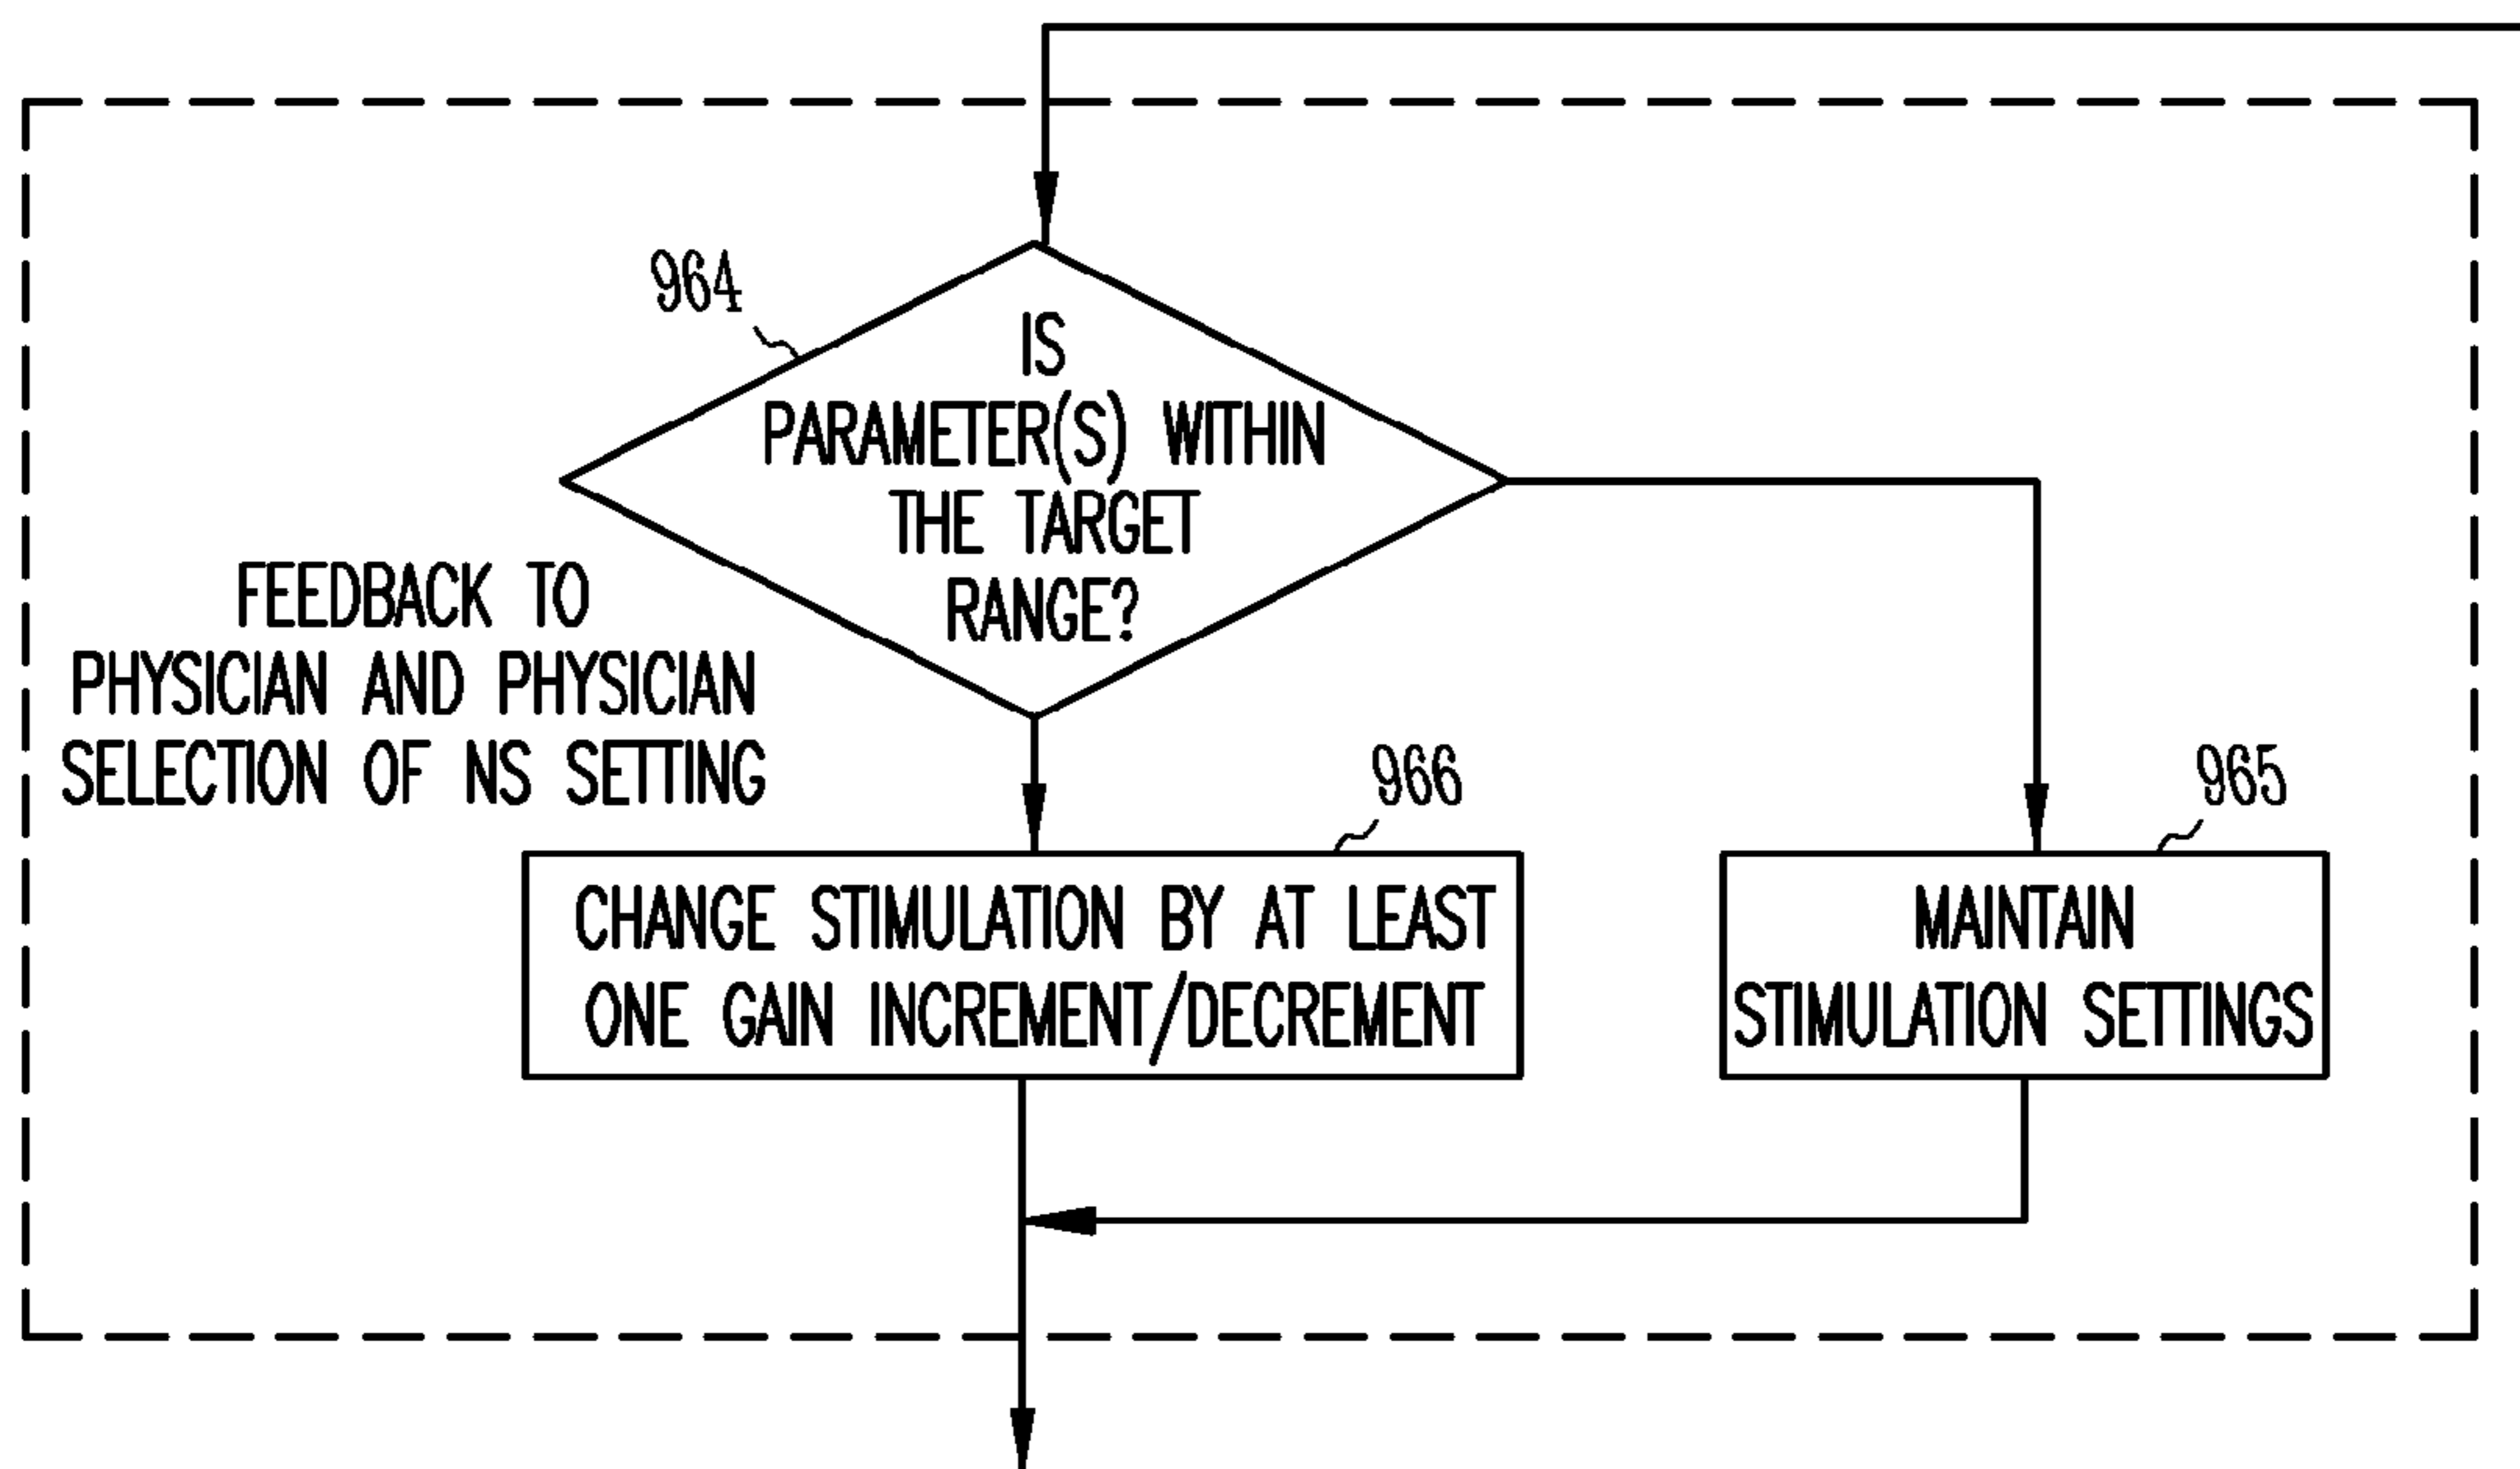 964
IS
PARAMETER(S) WITHIN
THE TARGET
RANGE?
FEEDBACK TO
PHYSICIAN AND PHYSICIAN
SELECTION OF NS SETTING
966
CHANGE STIMULATION BY AT LEAST
ONE GAIN INCREMENT/DECREMENT
965
MAINTAIN
STIMULATION SETTINGS